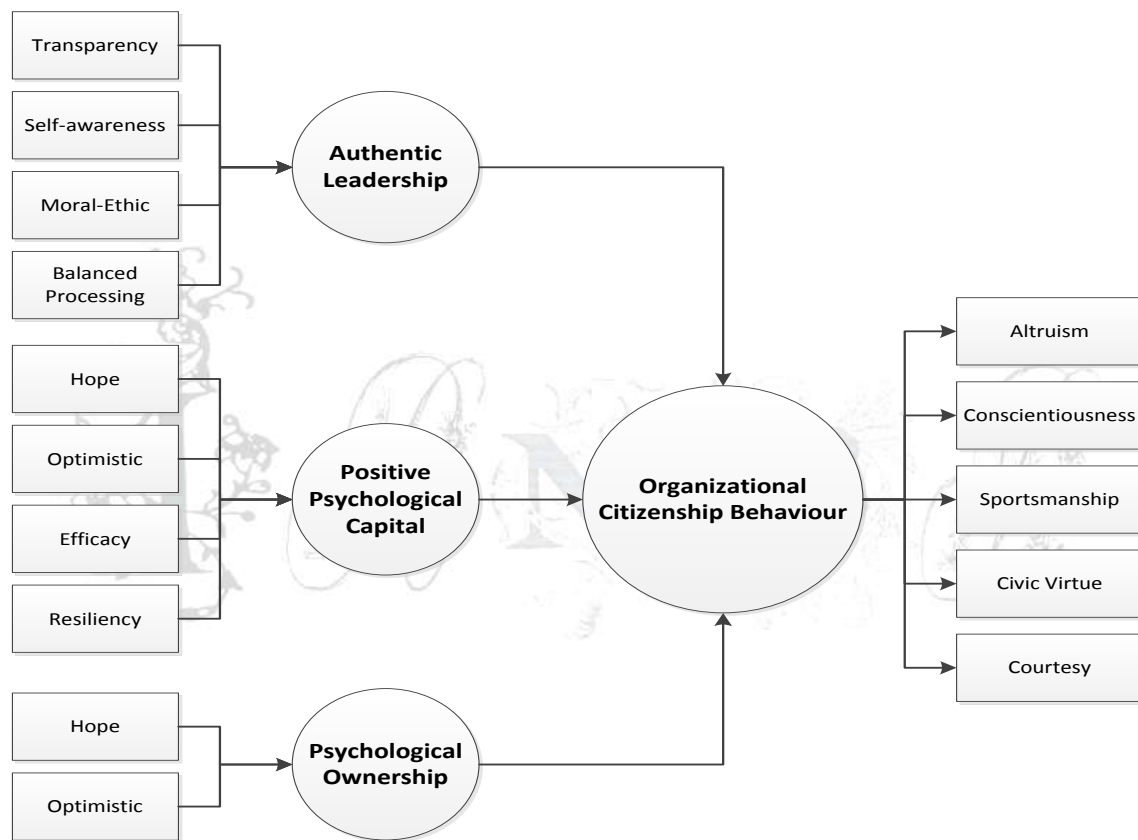 Transparency
Self-awareness
Moral-Ethic
Balanced
Processing
Authentic
Leadership
Hope
Optimistic
Efficacy
Resiliency
Positive
Psychological
Capital
Hope
Optimistic
Psychological
Ownership
Organizational
Citizenship Behaviour
Altruism
Conscientiousness
Sportsmanship
Civic Virtue
Courtesy